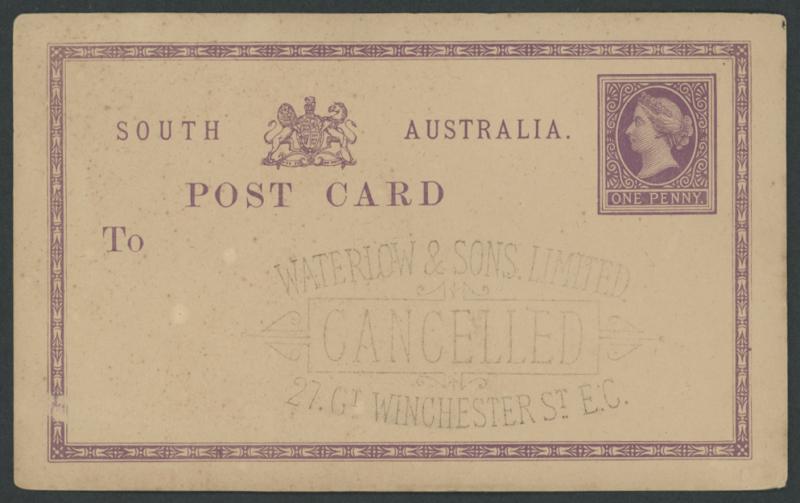 SOUTH AUSTRALIA.
POST CARD
ONE PENNY.
To
WATERLOW & SONS. LIMITED
CANCELLED
27. GT WINCHESTER ST E.C.